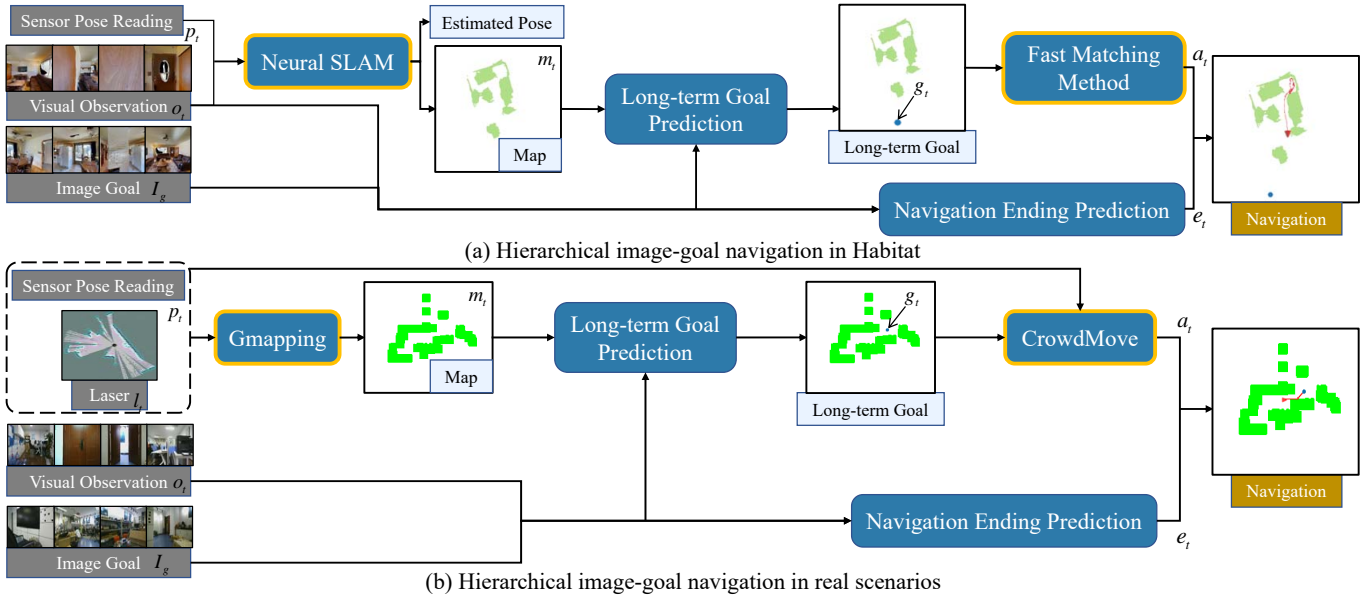 Sensor Pose Reading
p_t
Visual Observation o_t
Image Goal I_g
Neural SLAM
Estimated Pose
m_t
Map
Long-term Goal
Prediction
g_t
Long-term Goal
Fast Matching
Method
a_t
Navigation Ending Prediction
e_t
Navigation
(a) Hierarchical image-goal navigation in Habitat
Sensor Pose Reading
p_t
Laser l_t
Visual Observation o_t
Image Goal I_g
Gmapping
m_t
Map
Long-term Goal
Prediction
g_t
Long-term Goal
CrowdMove
a_t
Navigation Ending Prediction
e_t
Navigation
(b) Hierarchical image-goal navigation in real scenarios